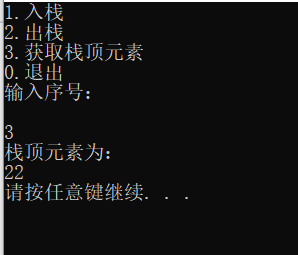 1.入栈
2.出栈
3.获取栈顶元素
0.退出
输入序号:
3
栈顶元素为:
22
请按任意键继续. . .